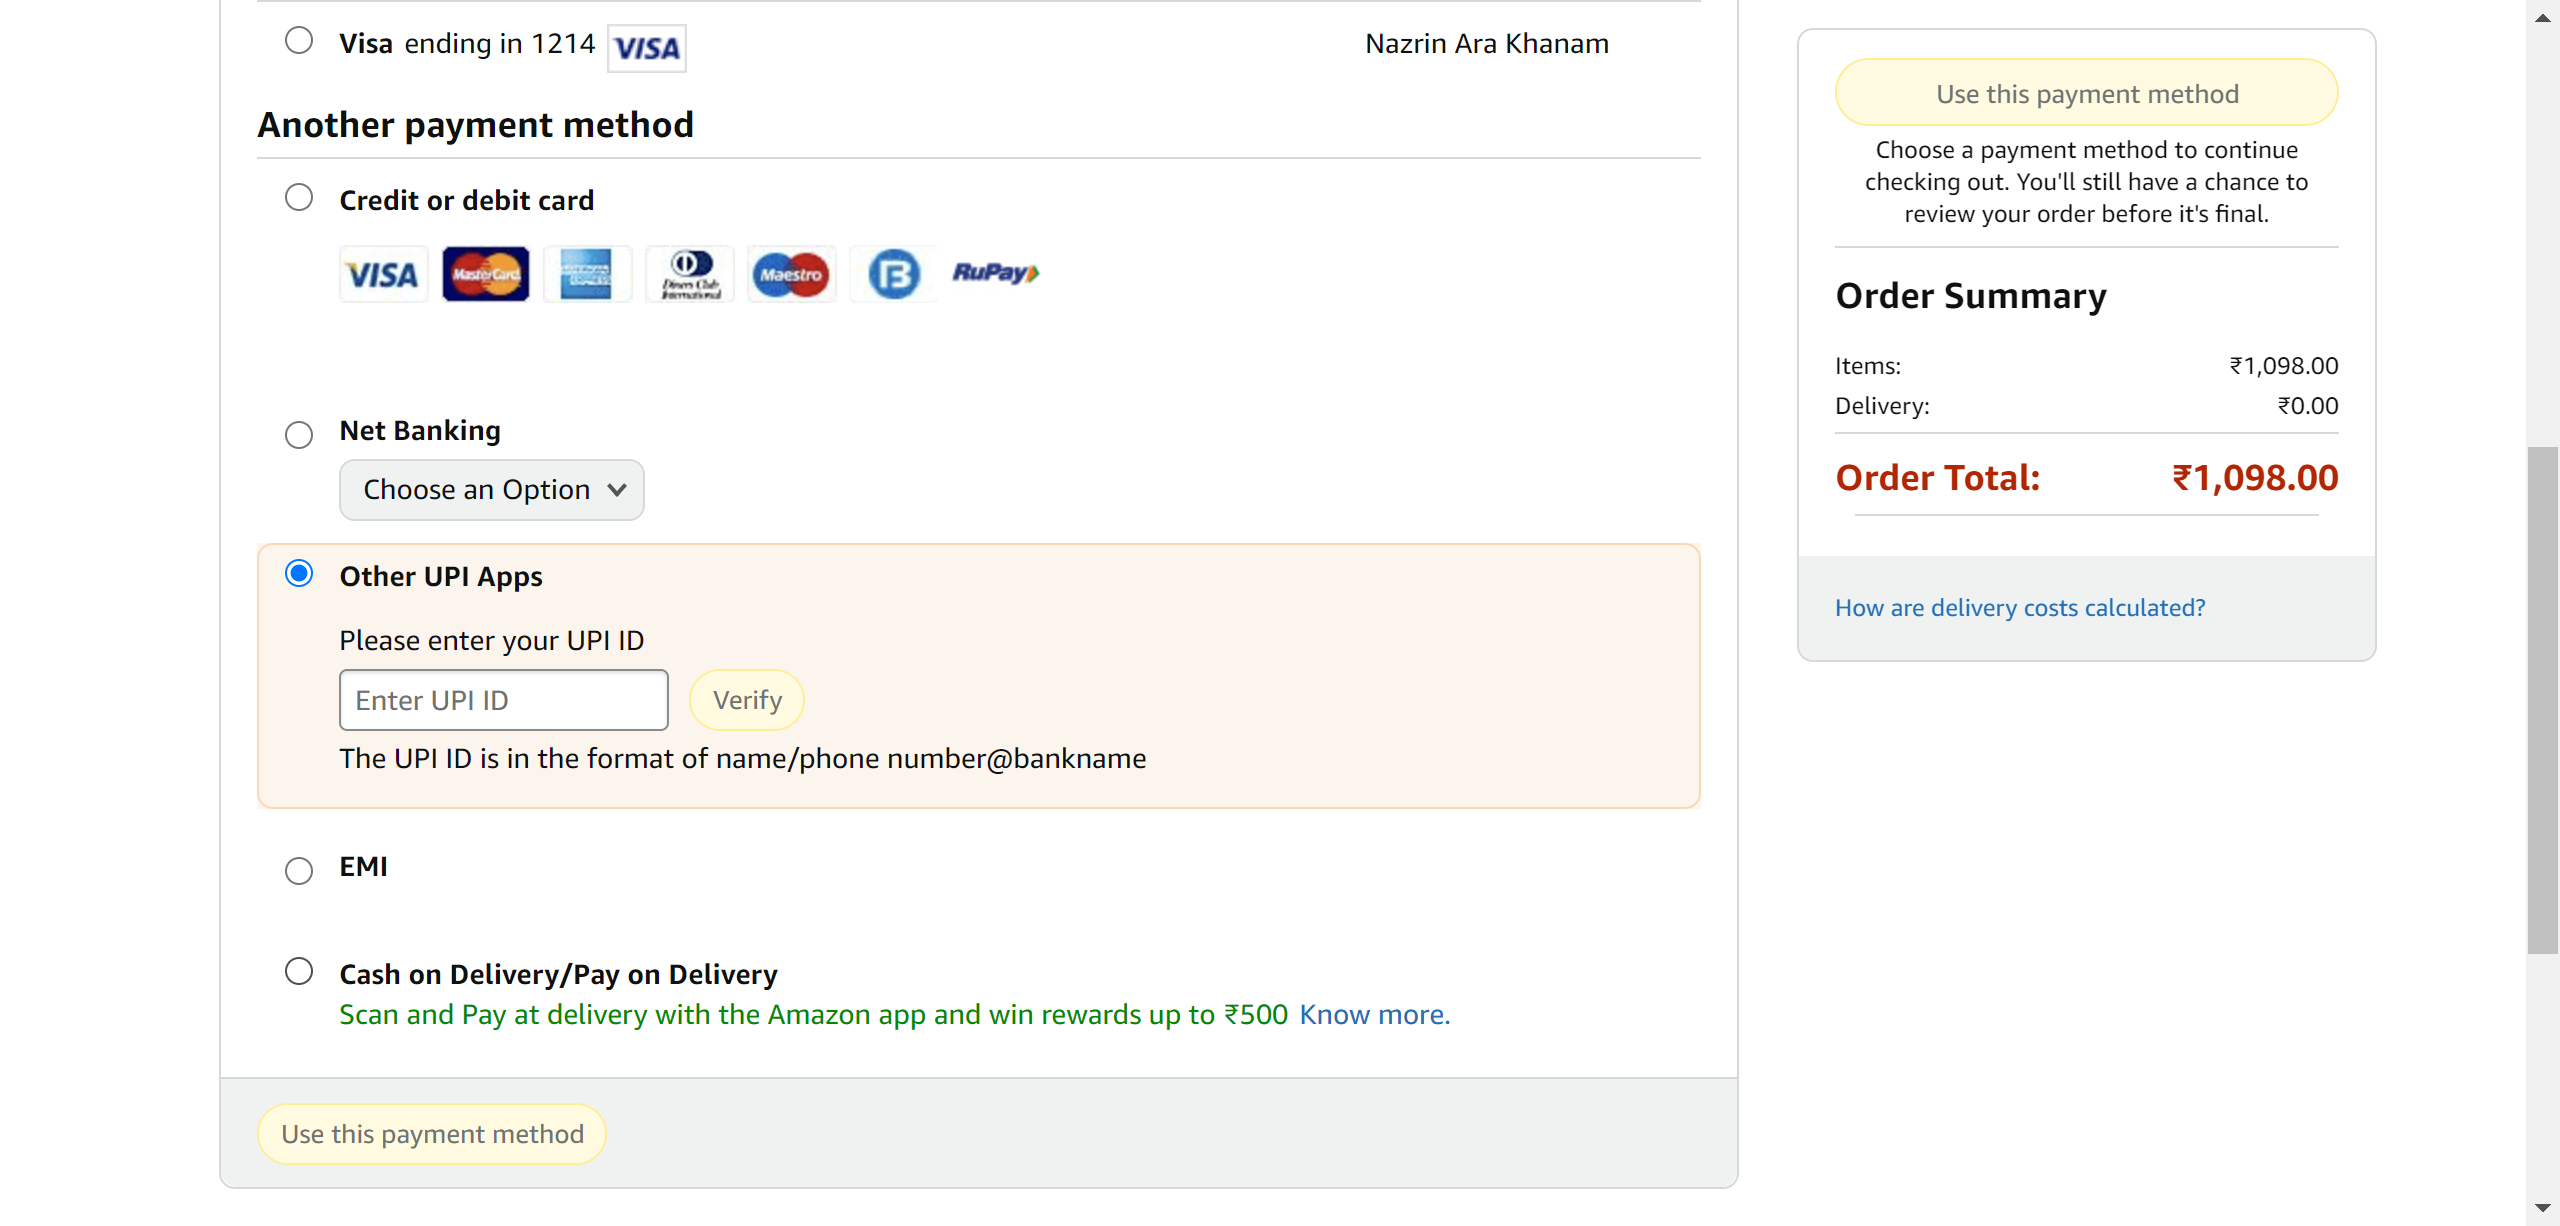 Visa ending in 1214 VISA Nazrin Ara Khanam
Another payment method
Credit or debit card
VISA MasterCard AMERICAN EXPRESS Diners Club International Maestro B RuPay
Net Banking
Choose an Option
Other UPI Apps
Please enter your UPI ID
Enter UPI ID Verify
The UPI ID is in the format of name/phone number@bankname
EMI
Cash on Delivery/Pay on Delivery
Scan and Pay at delivery with the Amazon app and win rewards up to ₹500 Know more.
Use this payment method
Use this payment method
Choose a payment method to continue
checking out. You'll still have a chance to
review your order before it's final.
Order Summary
Items: ₹1,098.00
Delivery: ₹0.00
Order Total: ₹1,098.00
How are delivery costs calculated?